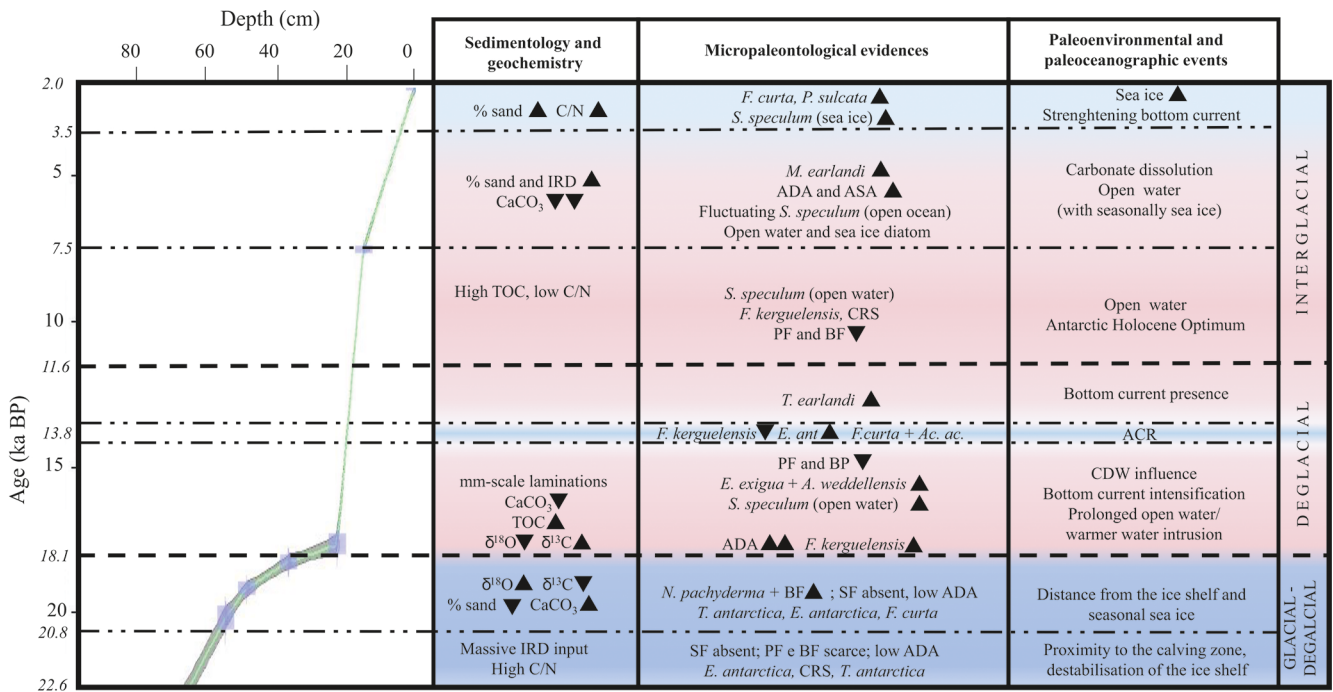 Depth (cm)
80 60 40 20 0
Age (ka BP)
2.0
3.5
5
7.5
10
11.6
13.8
15
18.1
20
20.8
22.6
Sedimentology and
geochemistry
Micropaleontological evidences
Paleoenvironmental and
paleoceanographic events
% sand ▲ C/N ▲
F. curta, P. sulcata ▲
S. speculum (sea ice) ▲
Sea ice ▲
Strenghtening bottom current
% sand and IRD ▲
CaCO₃ ▼▼
M. earlandi ▲
ADA and ASA ▲
Fluctuating S. speculum (open ocean)
Open water and sea ice diatom
Carbonate dissolution
Open water
(with seasonally sea ice)
High TOC, low C/N
S. speculum (open water)
F. kerguelensis, CRS
PF and BF ▼
Open water
Antarctic Holocene Optimum
T. earlandi ▲
Bottom current presence
F. kerguelensis ▼ E. ant ▲ F.curta + Ac. ac.
ACR
mm-scale laminations
CaCO₃ ▼
TOC ▲
δ¹⁸O ▼ δ¹³C ▲
PF and BP ▼
E. exigua + A. weddellensis ▲
S. speculum (open water) ▲
ADA ▲▲ F. kerguelensis ▲
CDW influence
Bottom current intensification
Prolonged open water/
warmer water intrusion
δ¹⁸O ▲ δ¹³C ▼
% sand ▼ CaCO₃ ▲
N. pachyderma + BF ▲ ; SF absent, low ADA
T. antarctica, E. antarctica, F. curta
Distance from the ice shelf and
seasonal sea ice
Massive IRD input
High C/N
SF absent; PF e BF scarce; low ADA
E. antarctica, CRS, T. antarctica
Proximity to the calving zone,
destabilisation of the ice shelf
INTERGLACIAL
DEGLACIAL
GLACIAL -
DEGALCIAL